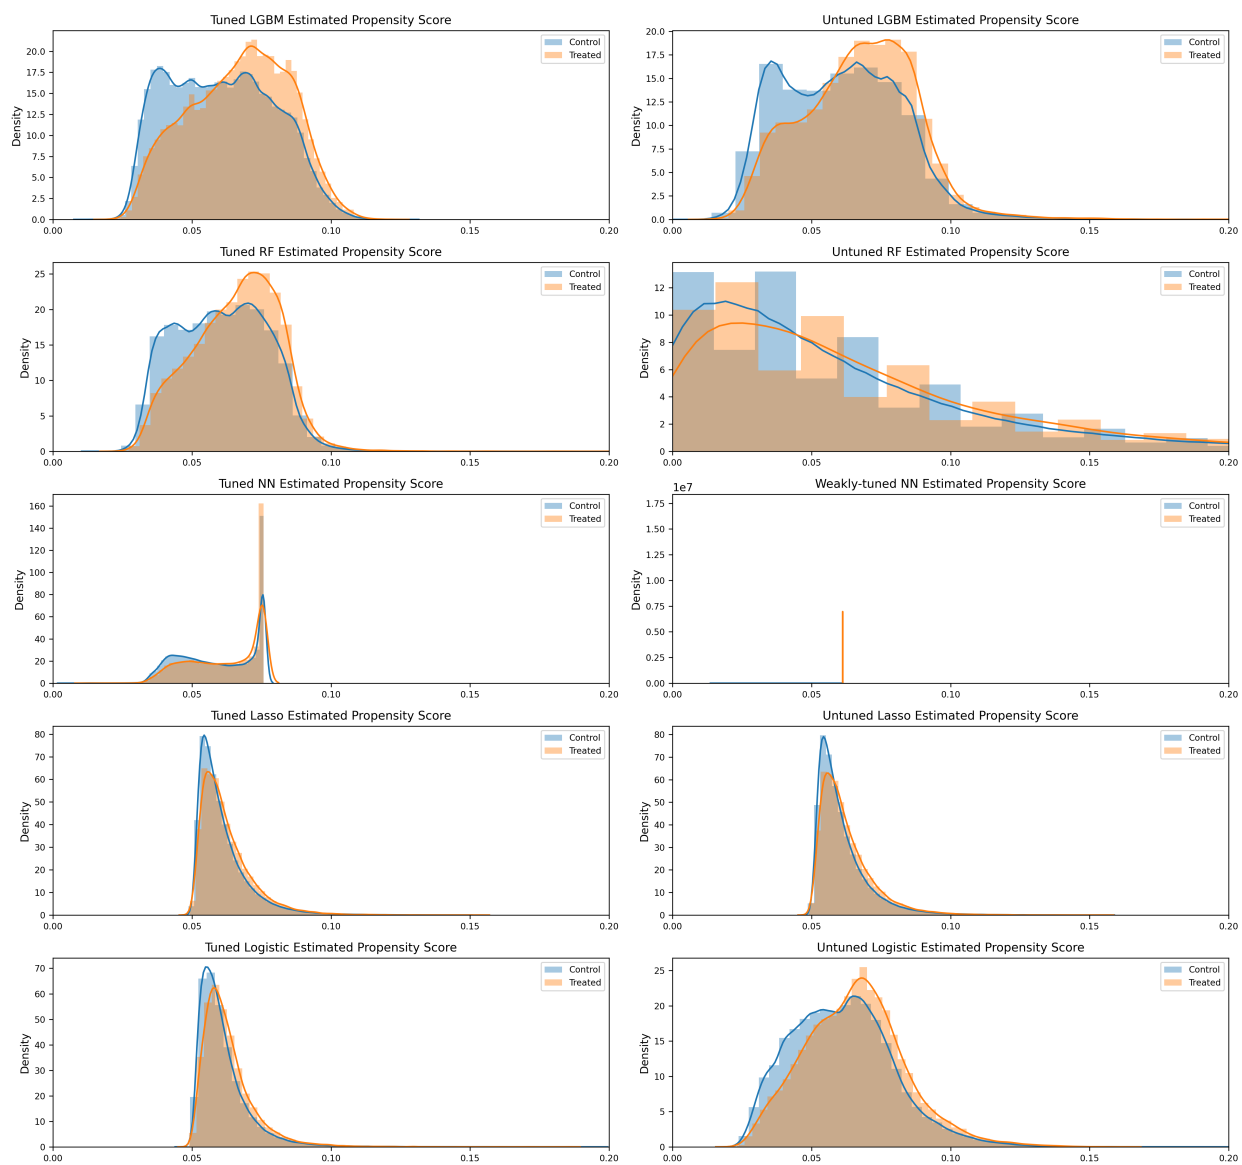 Tuned LGBM Estimated Propensity Score
Density
20.0
17.5
15.0
12.5
10.0
7.5
5.0
2.5
0.0
0.00 0.05 0.10 0.15 0.20
Control
Treated
Untuned LGBM Estimated Propensity Score
Density
20.0
17.5
15.0
12.5
10.0
7.5
5.0
2.5
0.0
0.00 0.05 0.10 0.15 0.20
Control
Treated
Tuned RF Estimated Propensity Score
Density
25
20
15
10
5
0
0.00 0.05 0.10 0.15 0.20
Control
Treated
Untuned RF Estimated Propensity Score
Density
12
10
8
6
4
2
0
0.00 0.05 0.10 0.15 0.20
Control
Treated
Tuned NN Estimated Propensity Score
Density
160
140
120
100
80
60
40
20
0
0.00 0.05 0.10 0.15 0.20
Control
Treated
Weakly-tuned NN Estimated Propensity Score
1e7
Density
1.75
1.50
1.25
1.00
0.75
0.50
0.25
0.00
0.00 0.05 0.10 0.15 0.20
Control
Treated
Tuned Lasso Estimated Propensity Score
Density
80
70
60
50
40
30
20
10
0
0.00 0.05 0.10 0.15 0.20
Control
Treated
Untuned Lasso Estimated Propensity Score
Density
80
70
60
50
40
30
20
10
0
0.00 0.05 0.10 0.15 0.20
Control
Treated
Tuned Logistic Estimated Propensity Score
Density
70
60
50
40
30
20
10
0
0.00 0.05 0.10 0.15 0.20
Control
Treated
Untuned Logistic Estimated Propensity Score
Density
25
20
15
10
5
0
0.00 0.05 0.10 0.15 0.20
Control
Treated